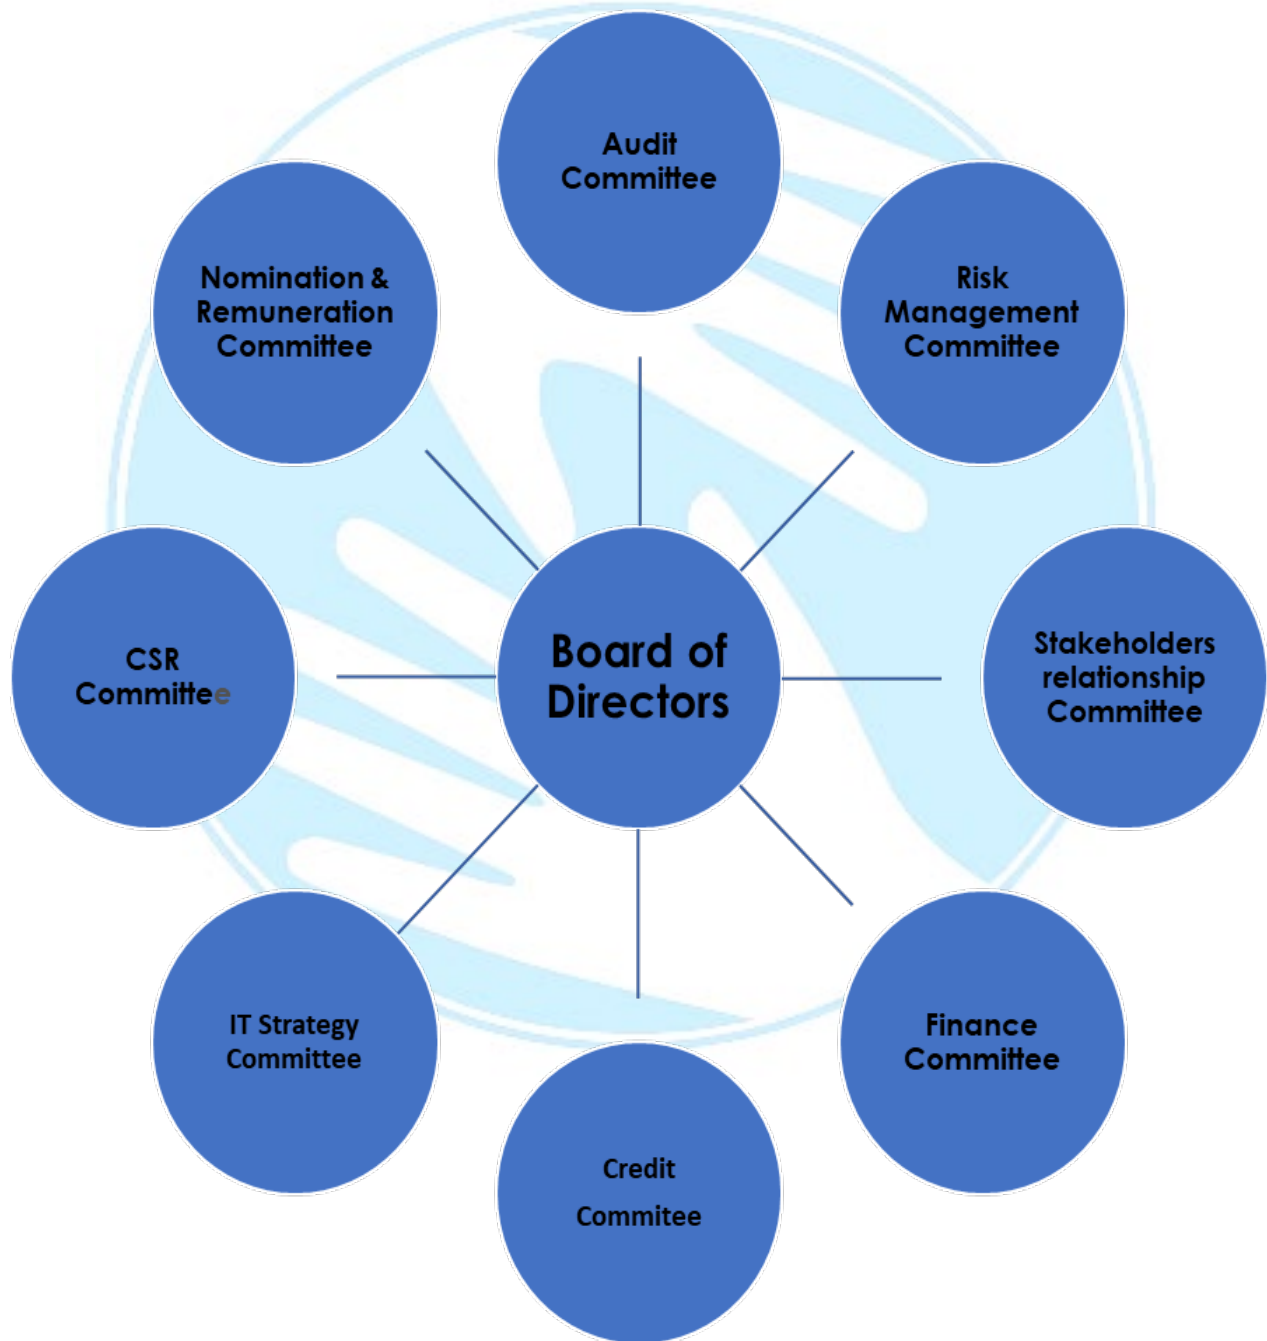 Audit
Committee
Nomination &
Remuneration
Committee
Risk
Management
Committee
CSR
Committee
Board of
Directors
Stakeholders
relationship
Committee
IT Strategy
Committee
Finance
Committee
Credit
Commitee